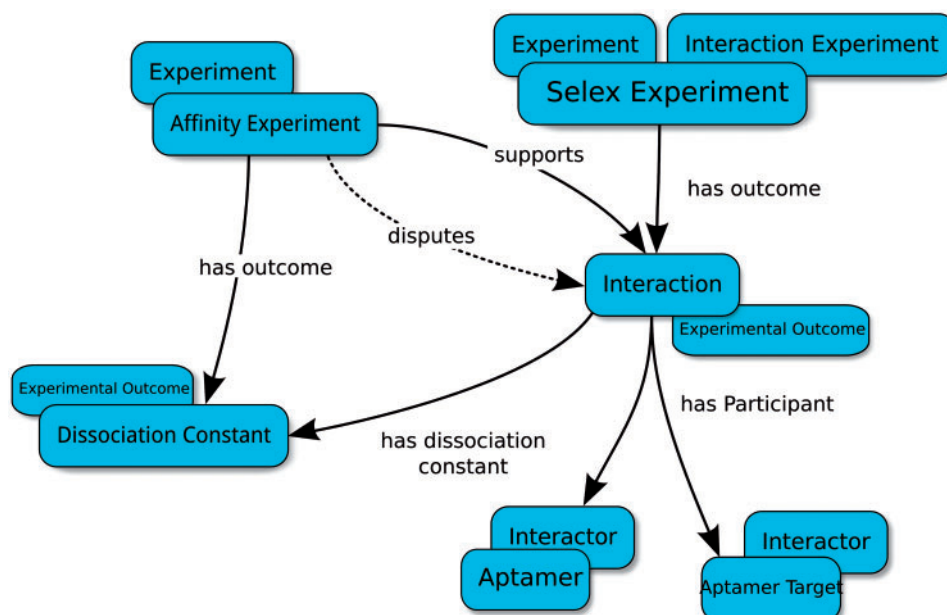 Experiment
Interaction Experiment
Experiment
Selex Experiment
Affinity Experiment
supports
has outcome
disputes
has outcome
Interaction
Experimental Outcome
Experimental Outcome
Dissociation Constant
has Participant
has dissociation
constant
Interactor
Interactor
Aptamer
Aptamer Target